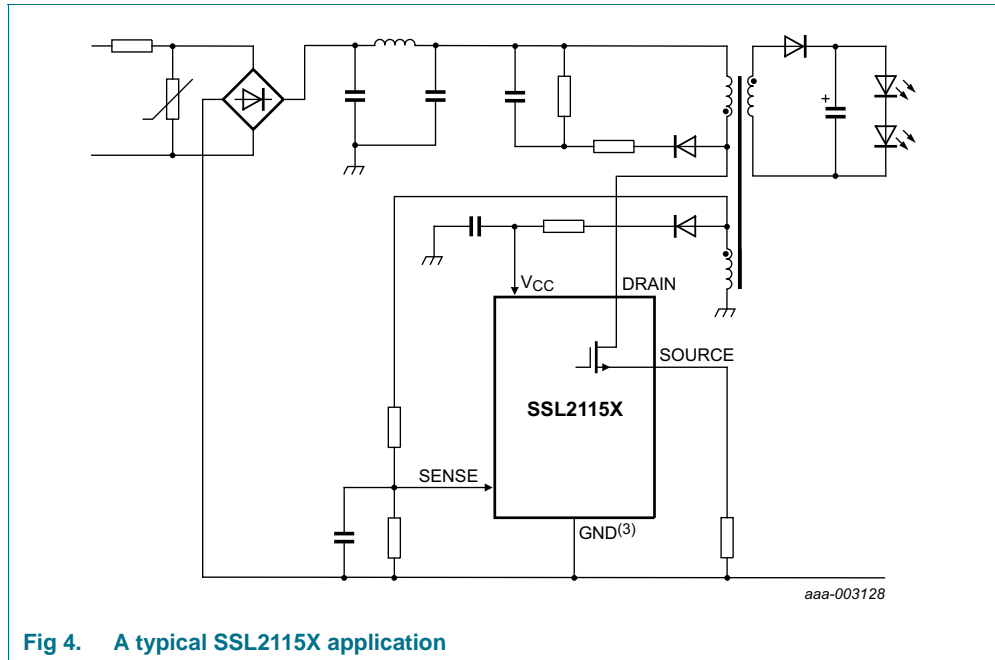 +
V<sub>CC</sub>
DRAIN
SOURCE
SSL2115X
SENSE
GND<sup>(3)</sup>
aaa-003128
Fig 4. A typical SSL2115X application